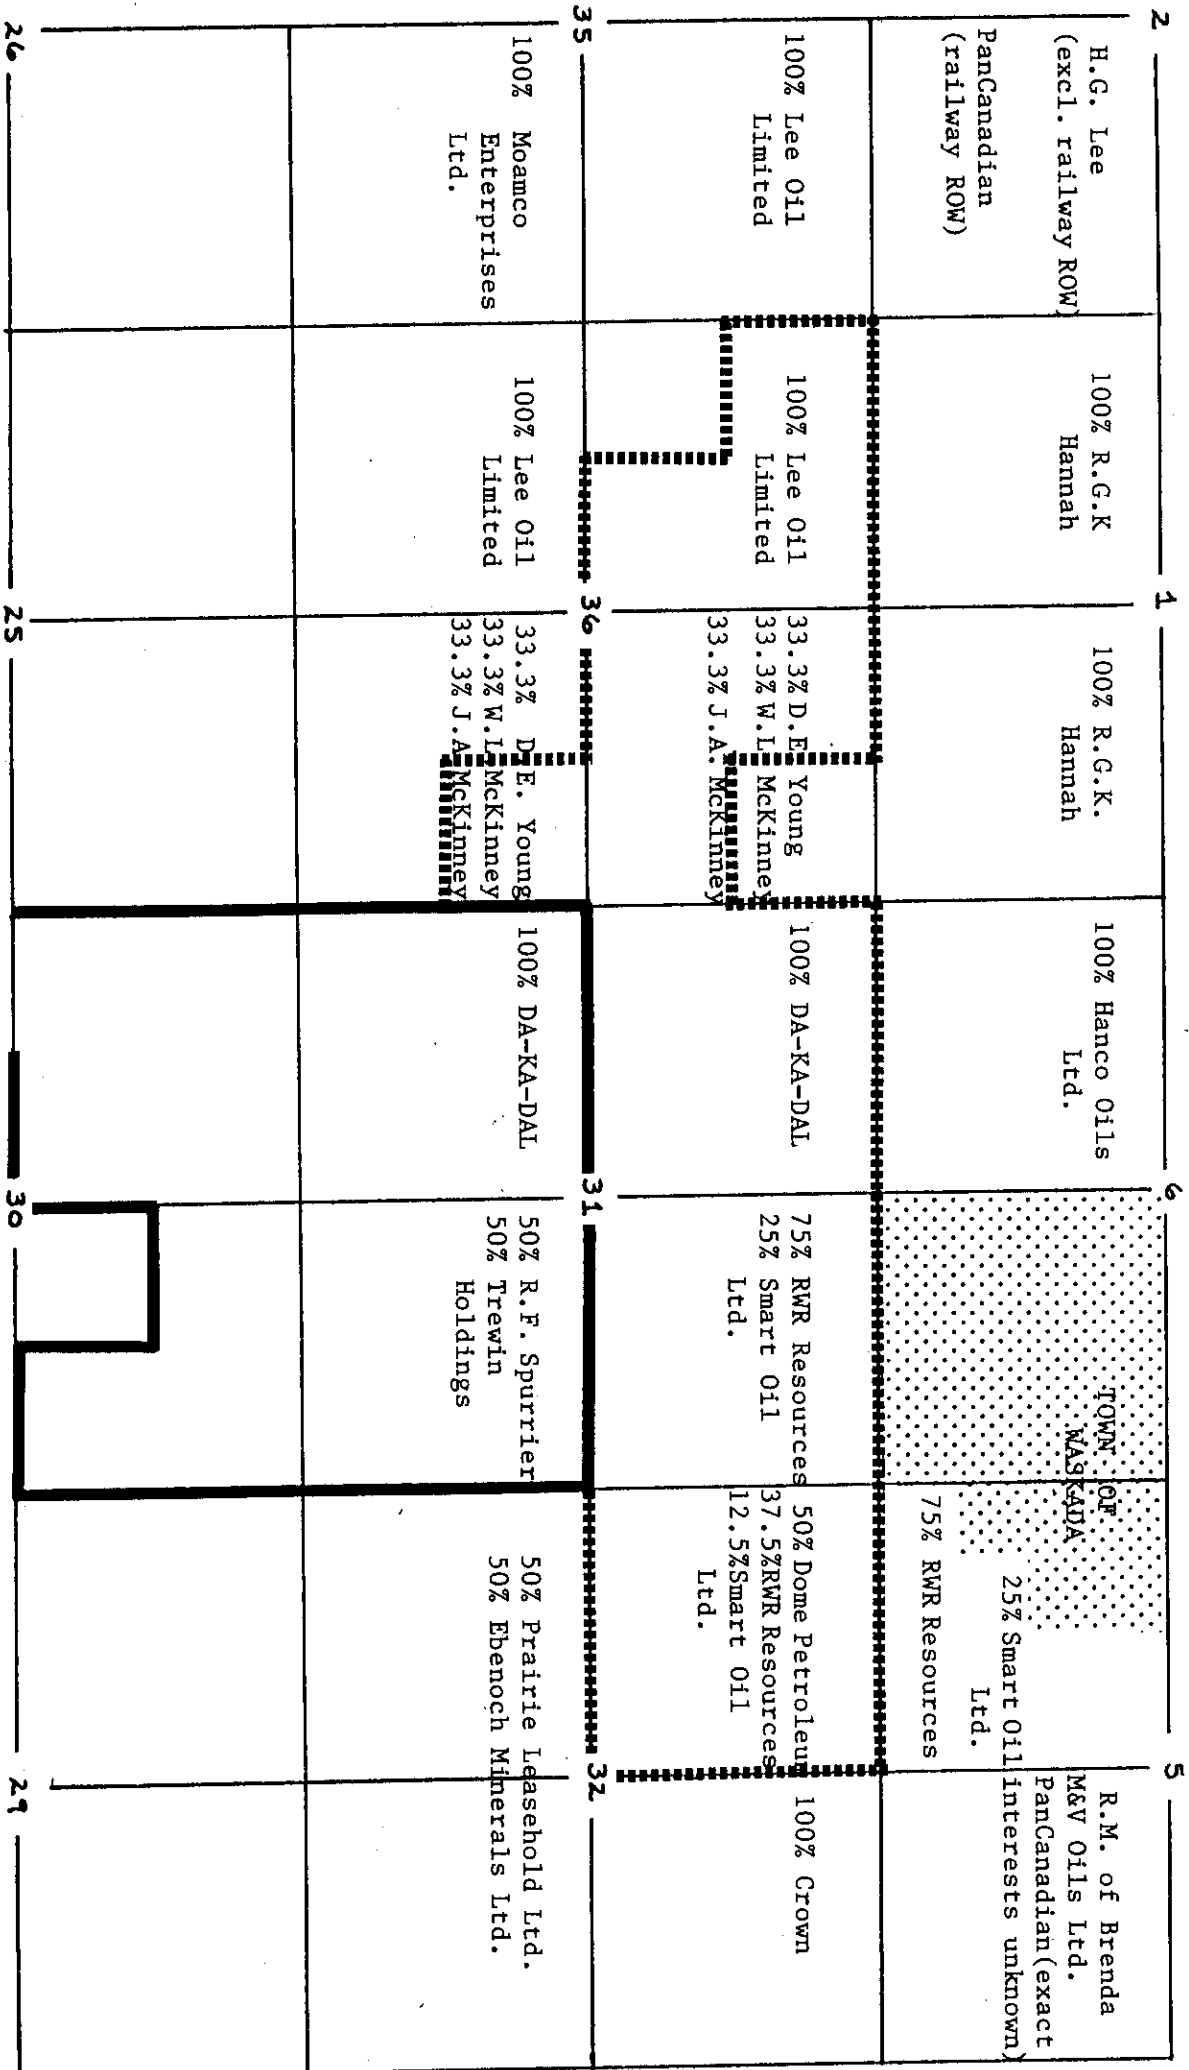 2
1
6
5
H.G. Lee
(excl. railway ROW)
PanCanadian
(railway ROW)
100% R.G.K
Hannah
100% R.G.K.
Hannah
100% Hanco Oils
Ltd.
TOWN OF
WASKADA
75% RWR Resources
25% Smart Oil
Ltd.
R.M. of Brenda
M&V Oils Ltd.
PanCanadian(exact
interests unknown)
100% Lee Oil
Limited
100% Lee Oil
Limited
33.3% D.E. Young
33.3% W.L. McKinney
33.3% J.A. McKinney
100% DA-KA-DAL
75% RWR Resources
25% Smart Oil
Ltd.
50% Dome Petroleum
37.5%RWR Resources
12.5%Smart Oil
Ltd.
100% Crown
35
36
31
32
100% Moamco
Enterprises
Ltd.
100% Lee Oil
Limited
33.3% D.E. Young
33.3% W.L. McKinney
33.3% J.A. McKinney
100% DA-KA-DAL
50% R.F. Spurrier
50% Trewin
Holdings
50% Prairie Leasehold Ltd.
50% Ebenoch Minerals Ltd.
26
25
30
29